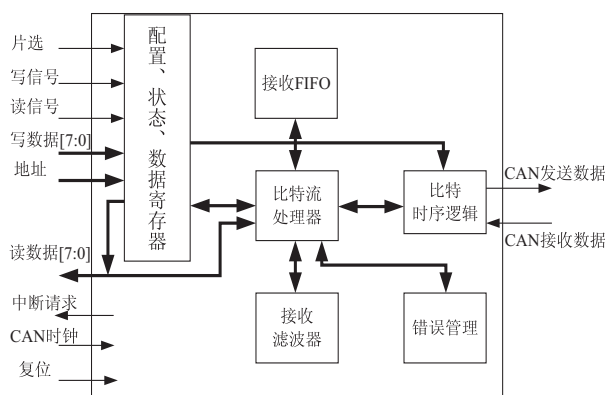 片选
写信号
读信号
写数据[7:0]
地址
读数据[7:0]
中断请求
CAN时钟
复位
配置、状态、数据寄存器
接收FIFO
比特流
处理器
比特
时序逻辑
接收
滤波器
错误管理
CAN发送数据
CAN接收数据